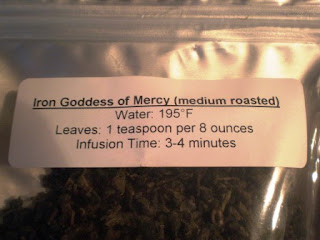 Iron Goddess of Mercy (medium roasted)
Water: 195°F
Leaves: 1 teaspoon per 8 ounces
Infusion Time: 3-4 minutes